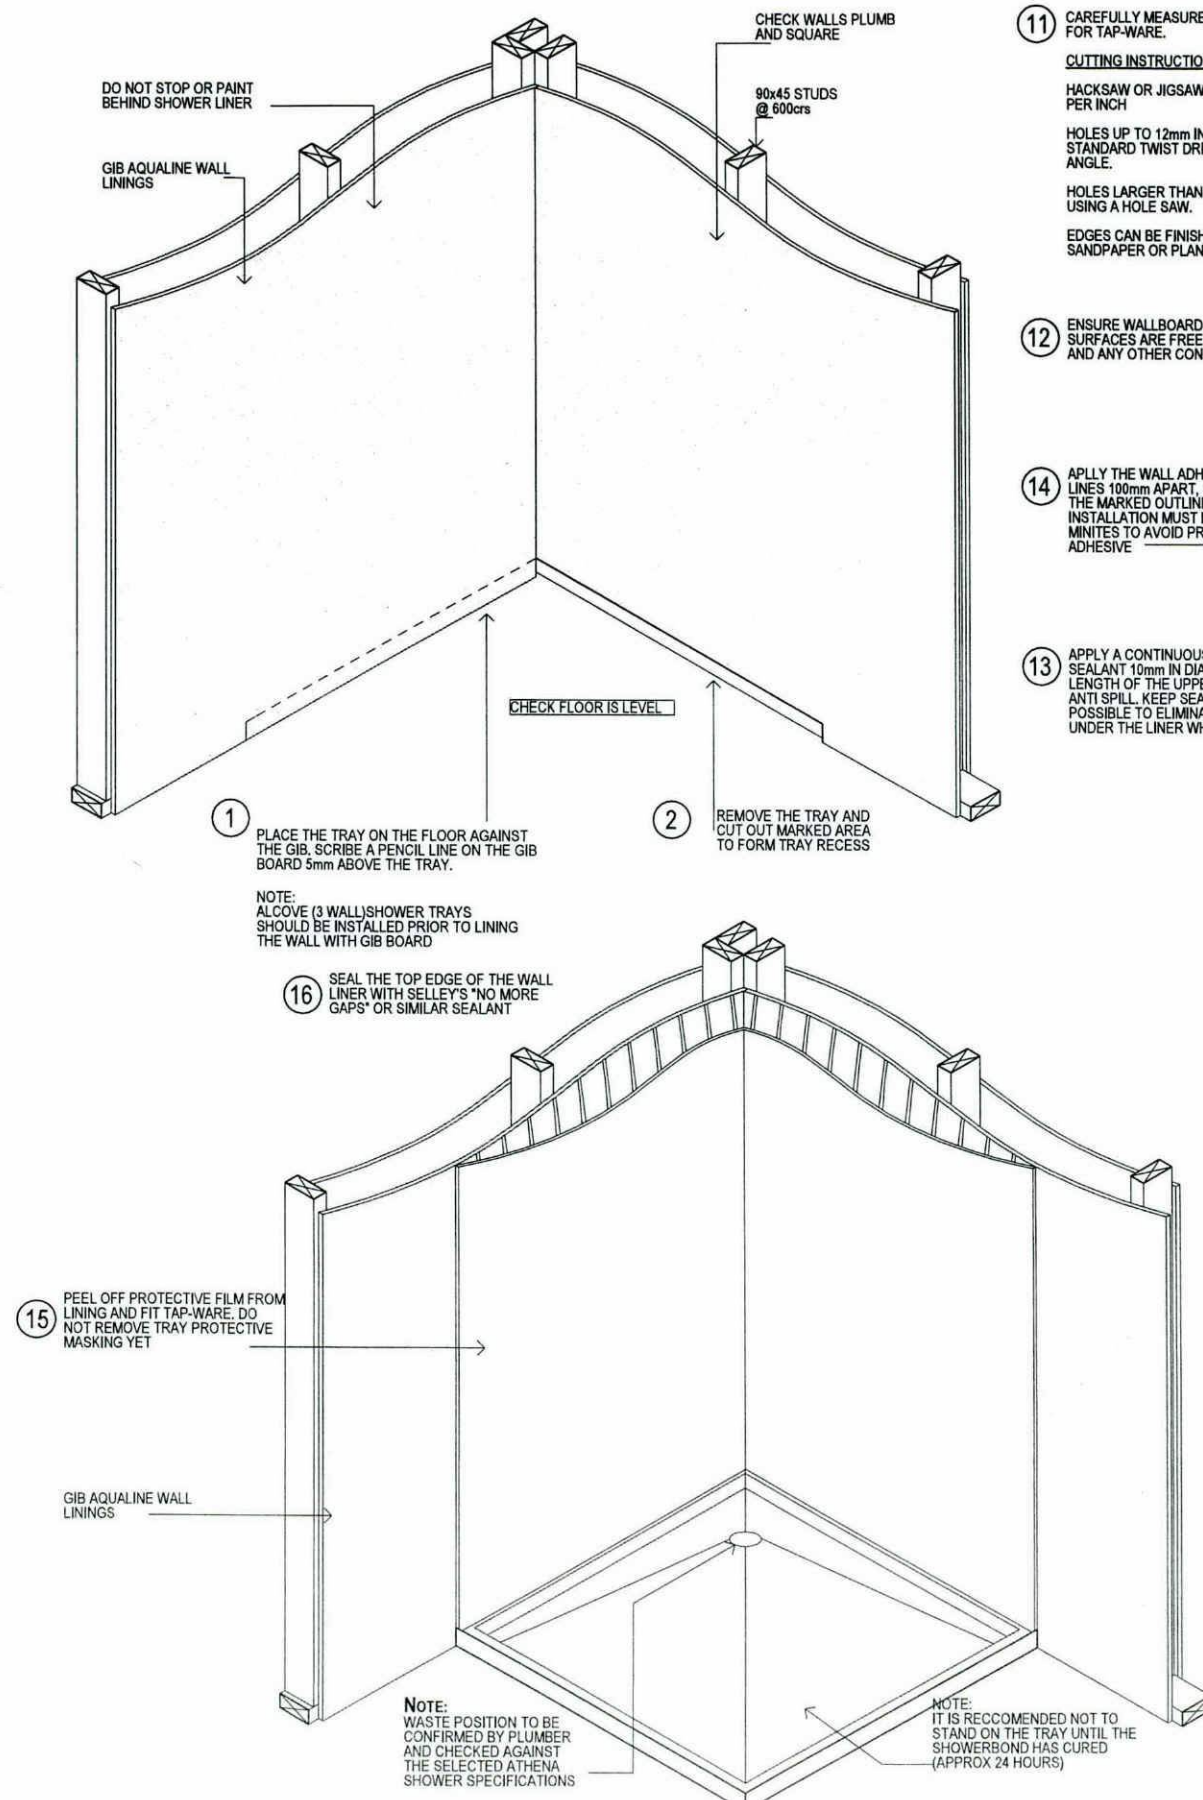 CHECK WALLS PLUMB
AND SQUARE
DO NOT STOP OR PAINT
BEHIND SHOWER LINER
90x45 STUDS
@ 600crs
GIB AQUALINE WALL
LININGS
CHECK FLOOR IS LEVEL
1
PLACE THE TRAY ON THE FLOOR AGAINST
THE GIB. SCRIBE A PENCIL LINE ON THE GIB
BOARD 5mm ABOVE THE TRAY.
NOTE:
ALCOVE (3 WALL)SHOWER TRAYS
SHOULD BE INSTALLED PRIOR TO LINING
THE WALL WITH GIB BOARD
2
REMOVE THE TRAY AND
CUT OUT MARKED AREA
TO FORM TRAY RECESS
11
CAREFULLY MEASURE
FOR TAP-WARE.
CUTTING INSTRUCTIO
HACKSAW OR JIGSAW
PER INCH
HOLES UP TO 12mm IN
STANDARD TWIST DRI
ANGLE.
HOLES LARGER THAN
USING A HOLE SAW.
EDGES CAN BE FINISH
SANDPAPER OR PLAN
12
ENSURE WALLBOARD
SURFACES ARE FREE
AND ANY OTHER CON
14
APLLY THE WALL ADH
LINES 100mm APART,
THE MARKED OUTLINE
INSTALLATION MUST
MINITES TO AVOID PR
ADHESIVE
13
APPLY A CONTINUOUS
SEALANT 10mm IN DIA
LENGTH OF THE UPPE
ANTI SPILL. KEEP SEA
POSSIBLE TO ELIMINA
UNDER THE LINER WH
16
SEAL THE TOP EDGE OF THE WALL
LINER WITH SELLEY'S "NO MORE
GAPS" OR SIMILAR SEALANT
15
PEEL OFF PROTECTIVE FILM FROM
LINING AND FIT TAP-WARE. DO
NOT REMOVE TRAY PROTECTIVE
MASKING YET
GIB AQUALINE WALL
LININGS
NOTE:
WASTE POSITION TO BE
CONFIRMED BY PLUMBER
AND CHECKED AGAINST
THE SELECTED ATHENA
SHOWER SPECIFICATIONS
NOTE:
IT IS RECCOMENDED NOT TO
STAND ON THE TRAY UNTIL THE
SHOWERBOND HAS CURED
(APPROX 24 HOURS)